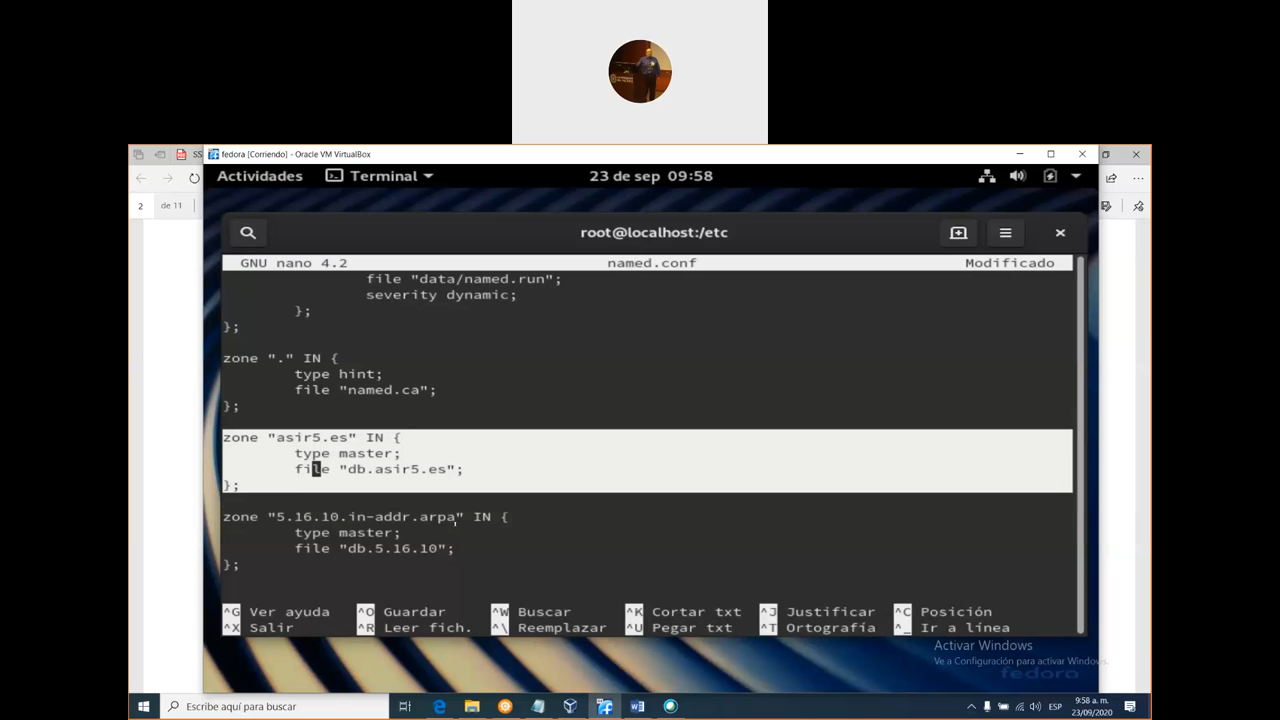 SS
fedora [Corriendo] - Oracle VM VirtualBox
Actividades Terminal 23 de sep 09:58
2 de 11
root@localhost:/etc
GNU nano 4.2 named.conf Modificado
file "data/named.run";
severity dynamic;
};
};
zone "." IN {
type hint;
file "named.ca";
};
zone "asir5.es" IN {
type master;
file "db.asir5.es";
};
zone "5.16.10.in-addr.arpa" IN {
type master;
file "db.5.16.10";
};
^G Ver ayuda ^O Guardar ^W Buscar ^K Cortar txt ^J Justificar ^C Posición
^X Salir ^R Leer fich. ^\ Reemplazar ^U Pegar txt ^T Ortografía ^_ Ir a línea
Activar Windows
Ve a Configuración para activar Windows.
fedora
Escribe aquí para buscar
ESP
9:58 a. m.
23/09/2020